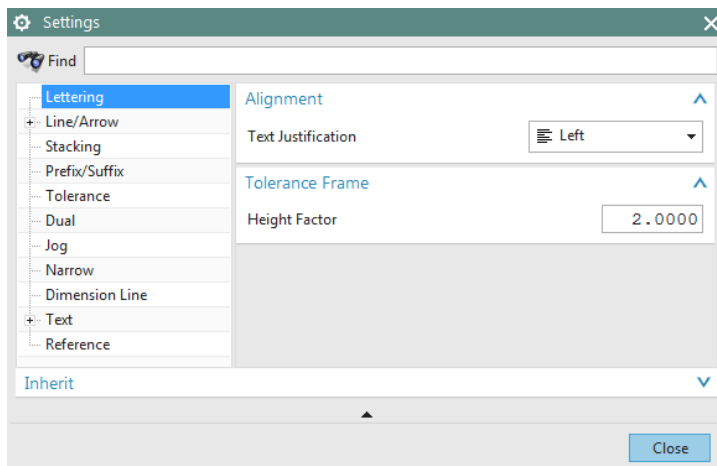 Settings
Find
Lettering
Line/Arrow
Stacking
Prefix/Suffix
Tolerance
Dual
Jog
Narrow
Dimension Line
Text
Reference
Alignment
Text Justification Left
Tolerance Frame
Height Factor 2.0000
Inherit
Close